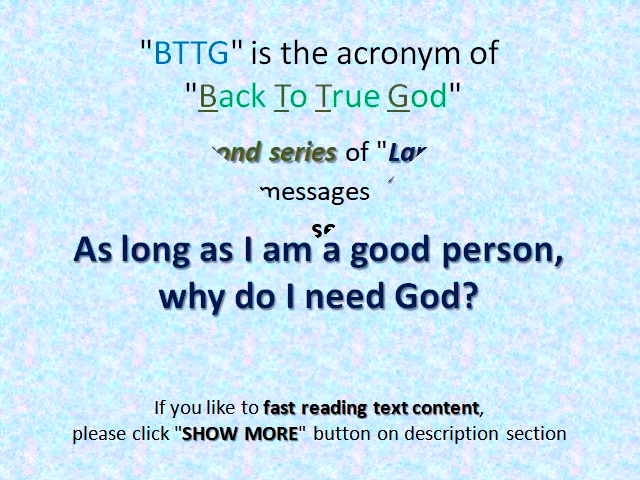 "BTTG" is the acronym of
"Back To True God"
series of "
messages
As long as I am a good person,
why do I need God?
If you like to fast reading text content,
please click "SHOW MORE" button on description section